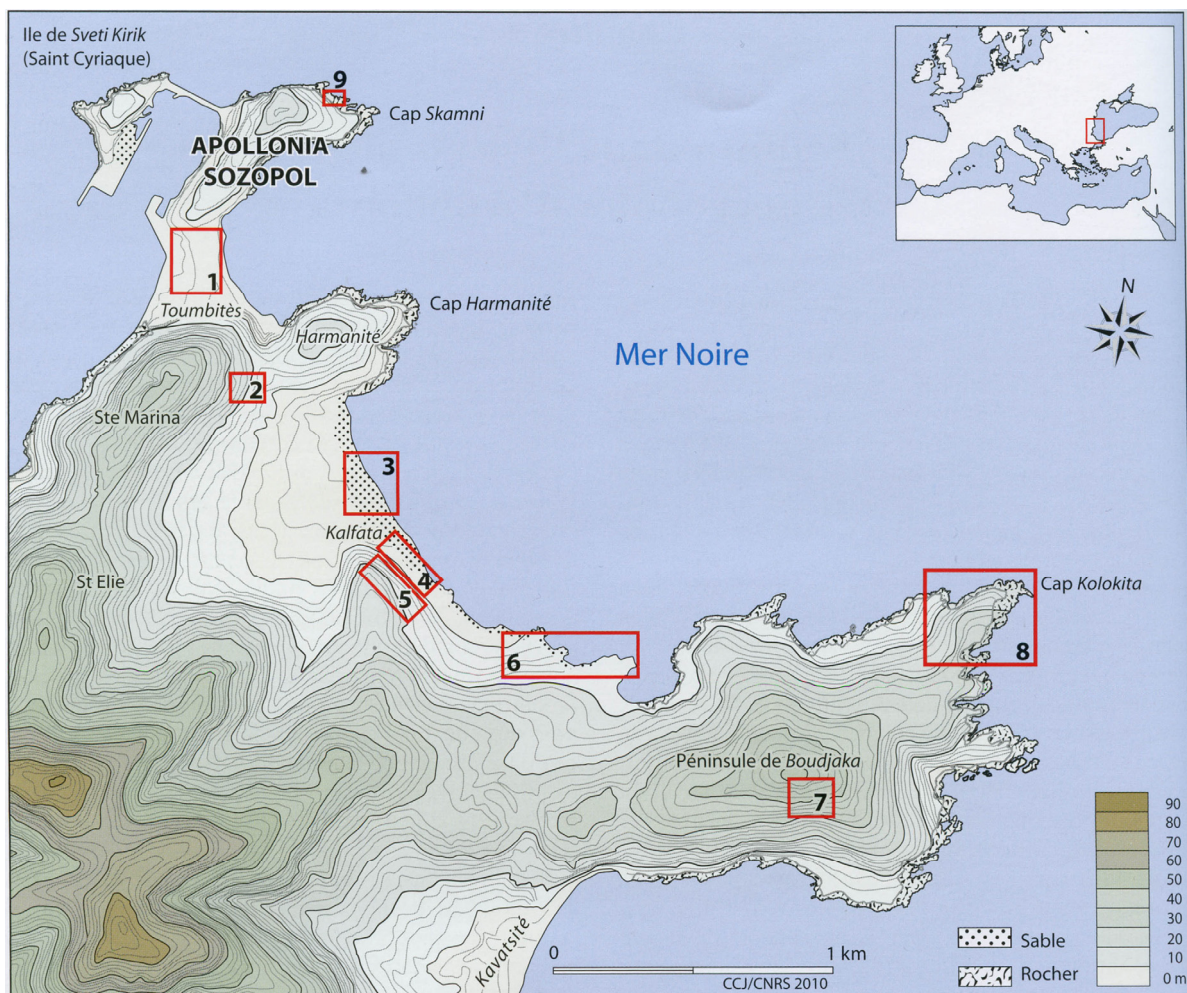 Ile de Sveti Kirik
(Saint Cyriaque)
9
Cap Skamni
APOLLONIA
SOZOPOL
1
Toumbitès
Cap Harmanité
Harmanité
N
Mer Noire
2
Ste Marina
3
Kalfata
4
St Elie
5
Cap Kolokita
6
8
Péninsule de Boudjaka
7
90
80
70
60
50
40
30
20
10
0 m
Kavatsité
0
1 km
CCJ/CNRS 2010
Sable
Rocher